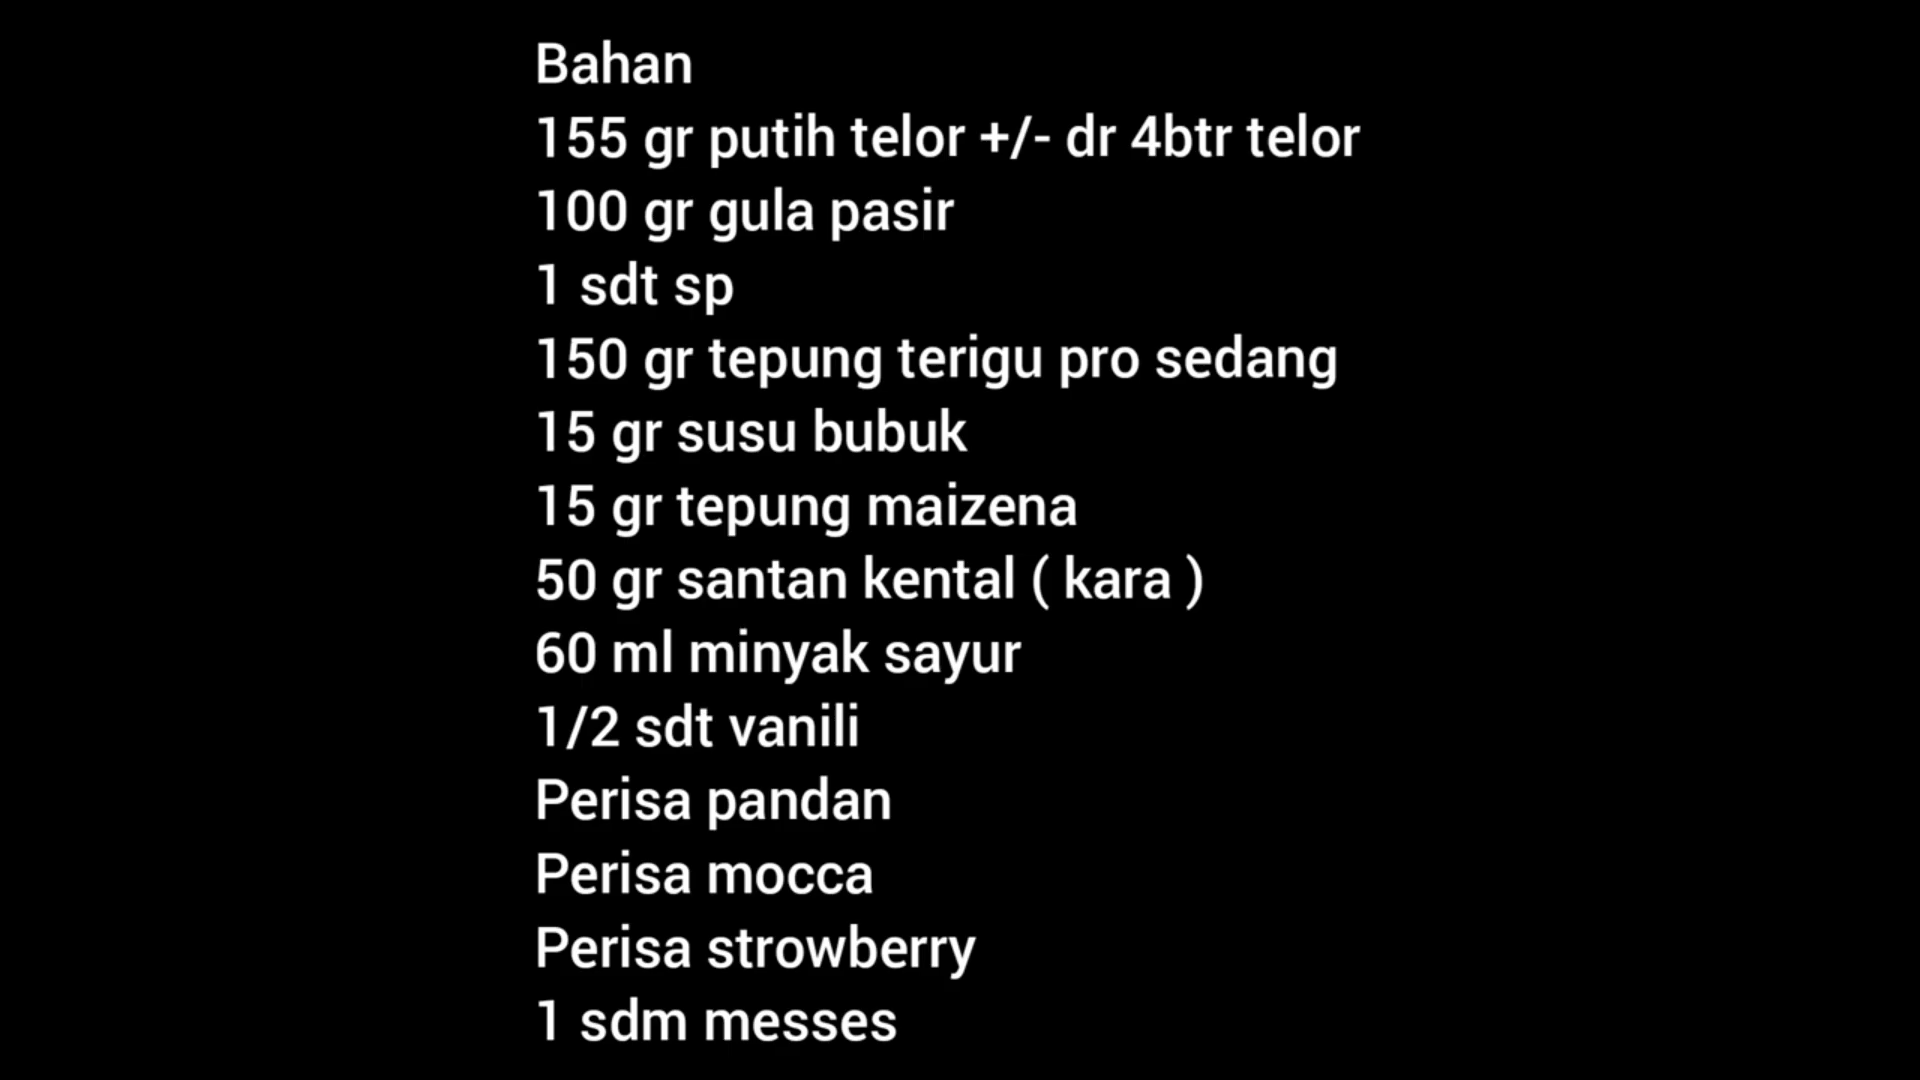 Bahan
155 gr putih telor +/- dr 4btr telor
100 gr gula pasir
1 sdt sp
150 gr tepung terigu pro sedang
15 gr susu bubuk
15 gr tepung maizena
50 gr santan kental ( kara )
60 ml minyak sayur
1/2 sdt vanili
Perisa pandan
Perisa mocca
Perisa strowberry
1 sdm messes